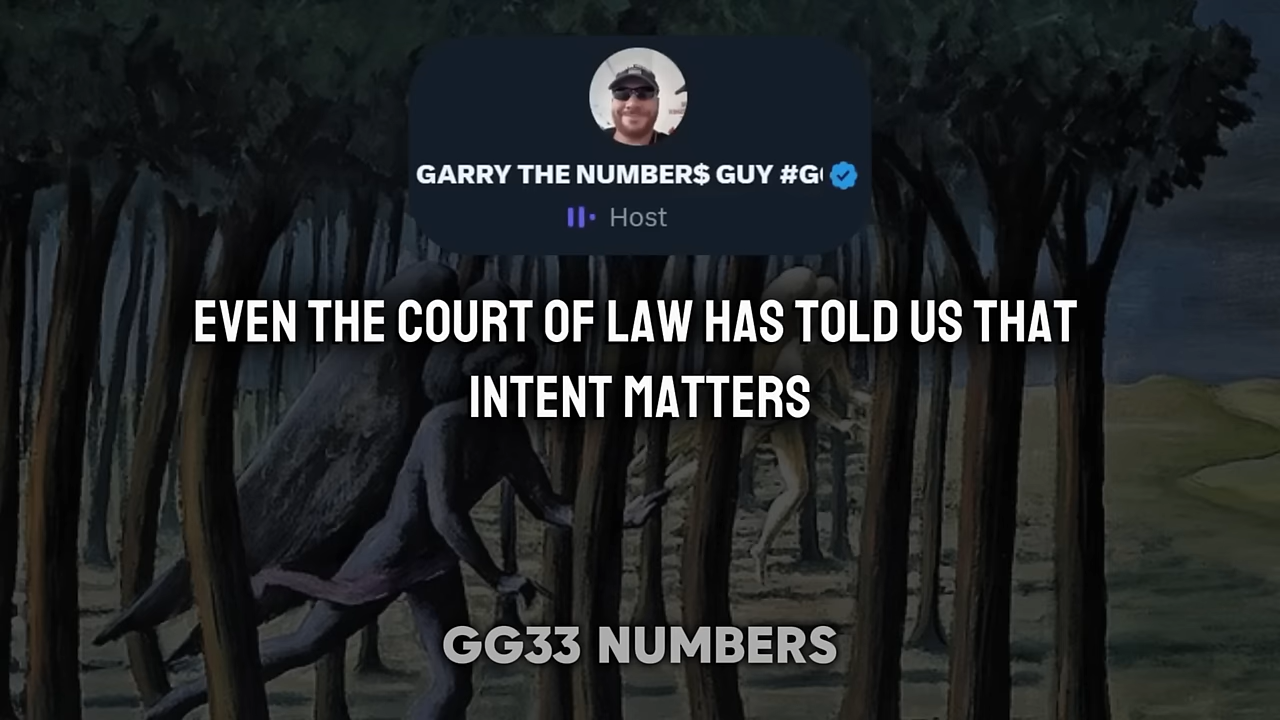 GARRY THE NUMBER$ GUY #G
Host
EVEN THE COURT OF LAW HAS TOLD US THAT
INTENT MATTERS
GG33 NUMBERS